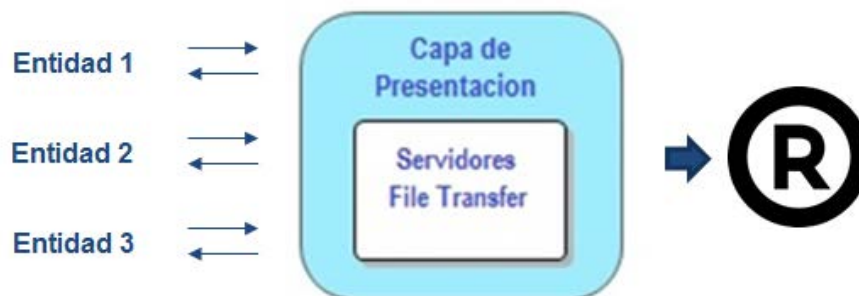 Entidad 1
Entidad 2
Entidad 3
Capa de
Presentacion
Servidores
File Transfer
R